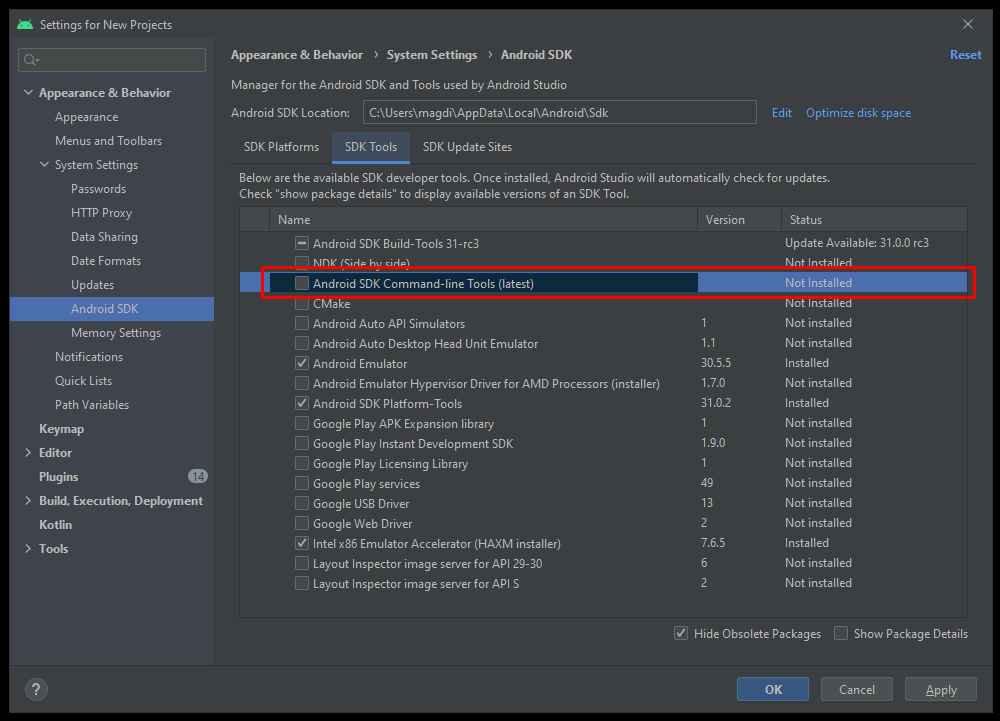 Settings for New Projects
Appearance & Behavior
Appearance
Menus and Toolbars
System Settings
Passwords
HTTP Proxy
Data Sharing
Date Formats
Updates
Android SDK
Memory Settings
Notifications
Quick Lists
Path Variables
Keymap
Editor
Plugins 14
Build, Execution, Deployment
Kotlin
Tools
Appearance & Behavior › System Settings › Android SDK Reset
Manager for the Android SDK and Tools used by Android Studio
Android SDK Location: C:\Users\magdi\AppData\Local\Android\Sdk Edit Optimize disk space
SDK Platforms SDK Tools SDK Update Sites
Below are the available SDK developer tools. Once installed, Android Studio will automatically check for updates.
Check "show package details" to display available versions of an SDK Tool.
Name Version Status
Android SDK Build-Tools 31-rc3 Update Available: 31.0.0 rc3
NDK (Side by side) Not Installed
Android SDK Command-line Tools (latest) Not Installed
CMake Not Installed
Android Auto API Simulators 1 Not installed
Android Auto Desktop Head Unit Emulator 1.1 Not installed
Android Emulator 30.5.5 Installed
Android Emulator Hypervisor Driver for AMD Processors (installer) 1.7.0 Not installed
Android SDK Platform-Tools 31.0.2 Installed
Google Play APK Expansion library 1 Not installed
Google Play Instant Development SDK 1.9.0 Not installed
Google Play Licensing Library 1 Not installed
Google Play services 49 Not installed
Google USB Driver 13 Not installed
Google Web Driver 2 Not installed
Intel x86 Emulator Accelerator (HAXM installer) 7.6.5 Installed
Layout Inspector image server for API 29-30 6 Not installed
Layout Inspector image server for API S 2 Not installed
Hide Obsolete Packages Show Package Details
? OK Cancel Apply